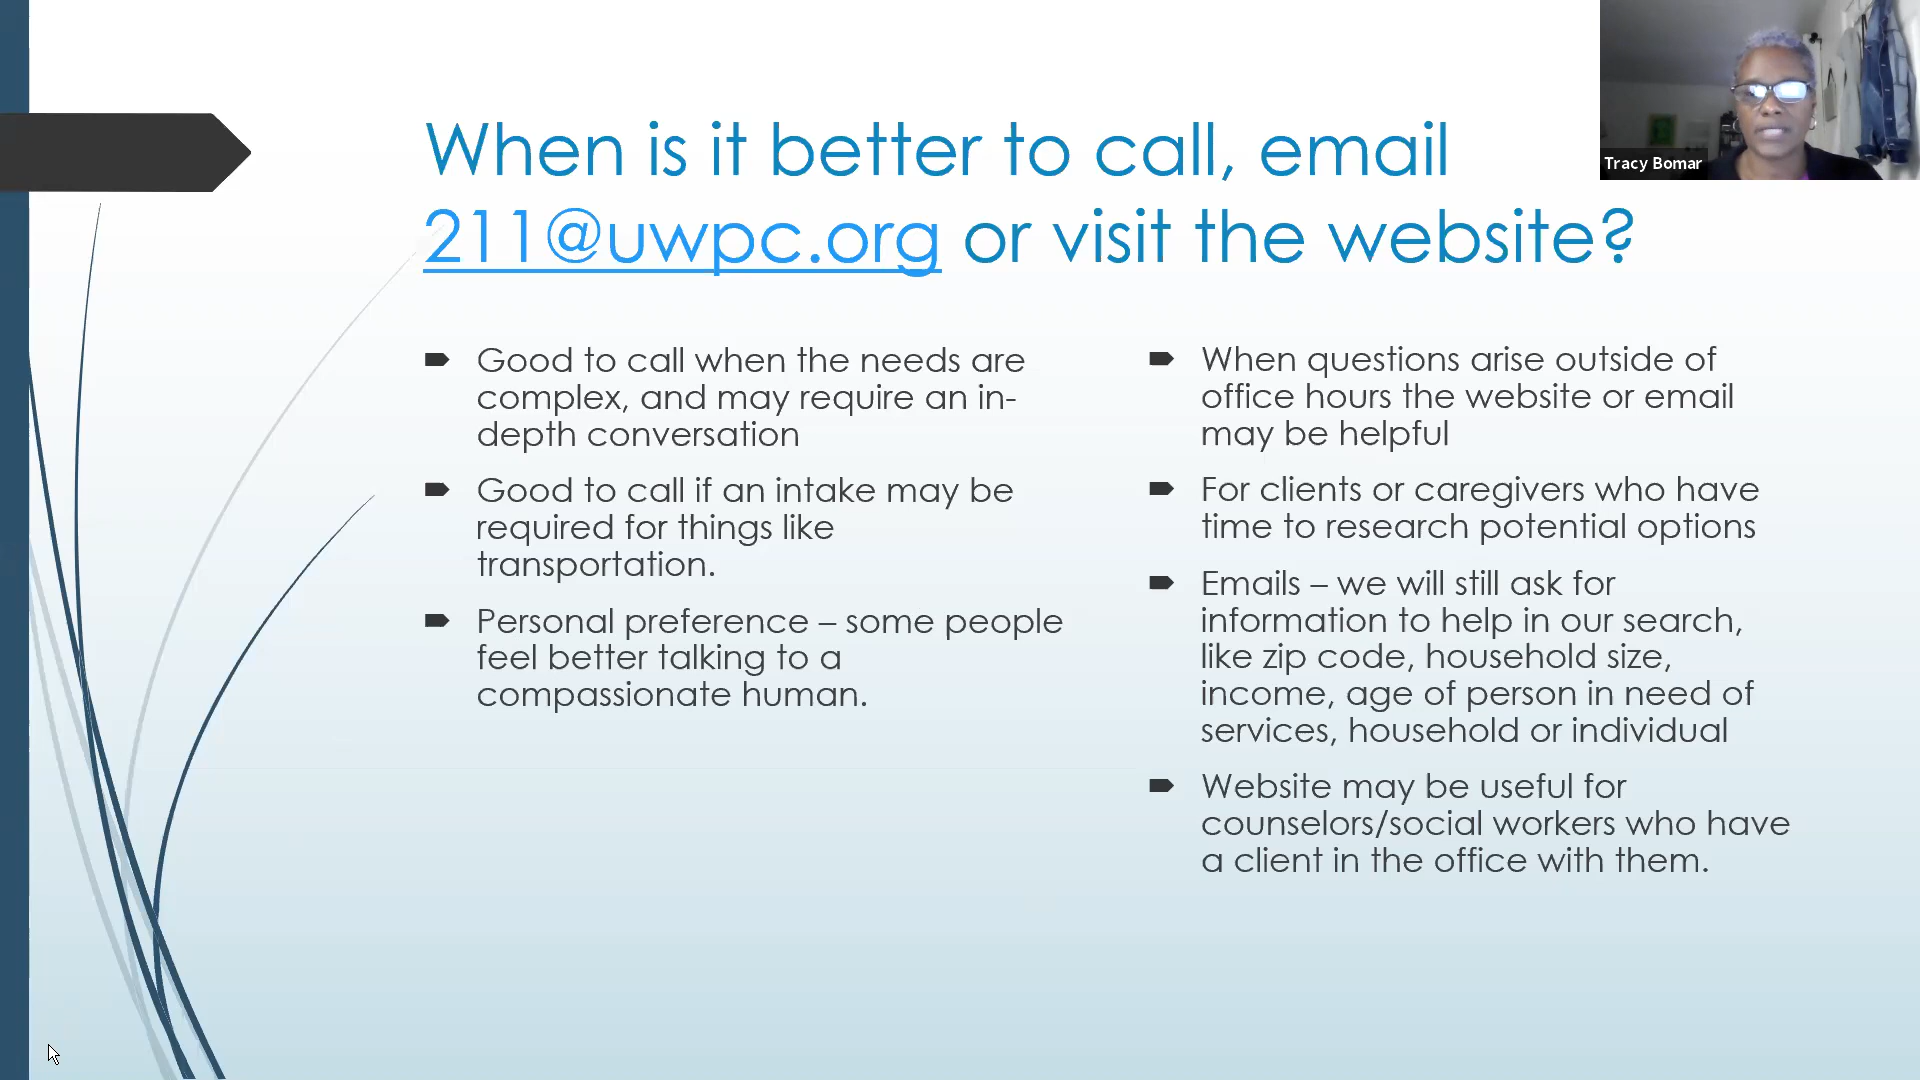 When is it better to call, email
211@uwpc.org or visit the website?
Tracy Bomar
Good to call when the needs are
complex, and may require an in-
depth conversation
Good to call if an intake may be
required for things like
transportation.
Personal preference – some people
feel better talking to a
compassionate human.
When questions arise outside of
office hours the website or email
may be helpful
For clients or caregivers who have
time to research potential options
Emails – we will still ask for
information to help in our search,
like zip code, household size,
income, age of person in need of
services, household or individual
Website may be useful for
counselors/social workers who have
a client in the office with them.